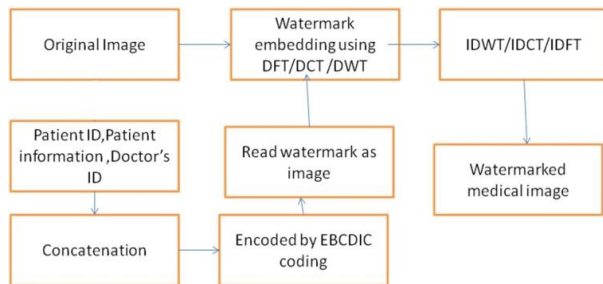 Original Image
Watermark
embedding using
DFT/DCT /DWT
IDWT/IDCT/IDFT
Patient ID,Patient
information ,Doctor's
ID
Read watermark as
image
Watermarked
medical image
Concatenation
Encoded by EBCDIC
coding